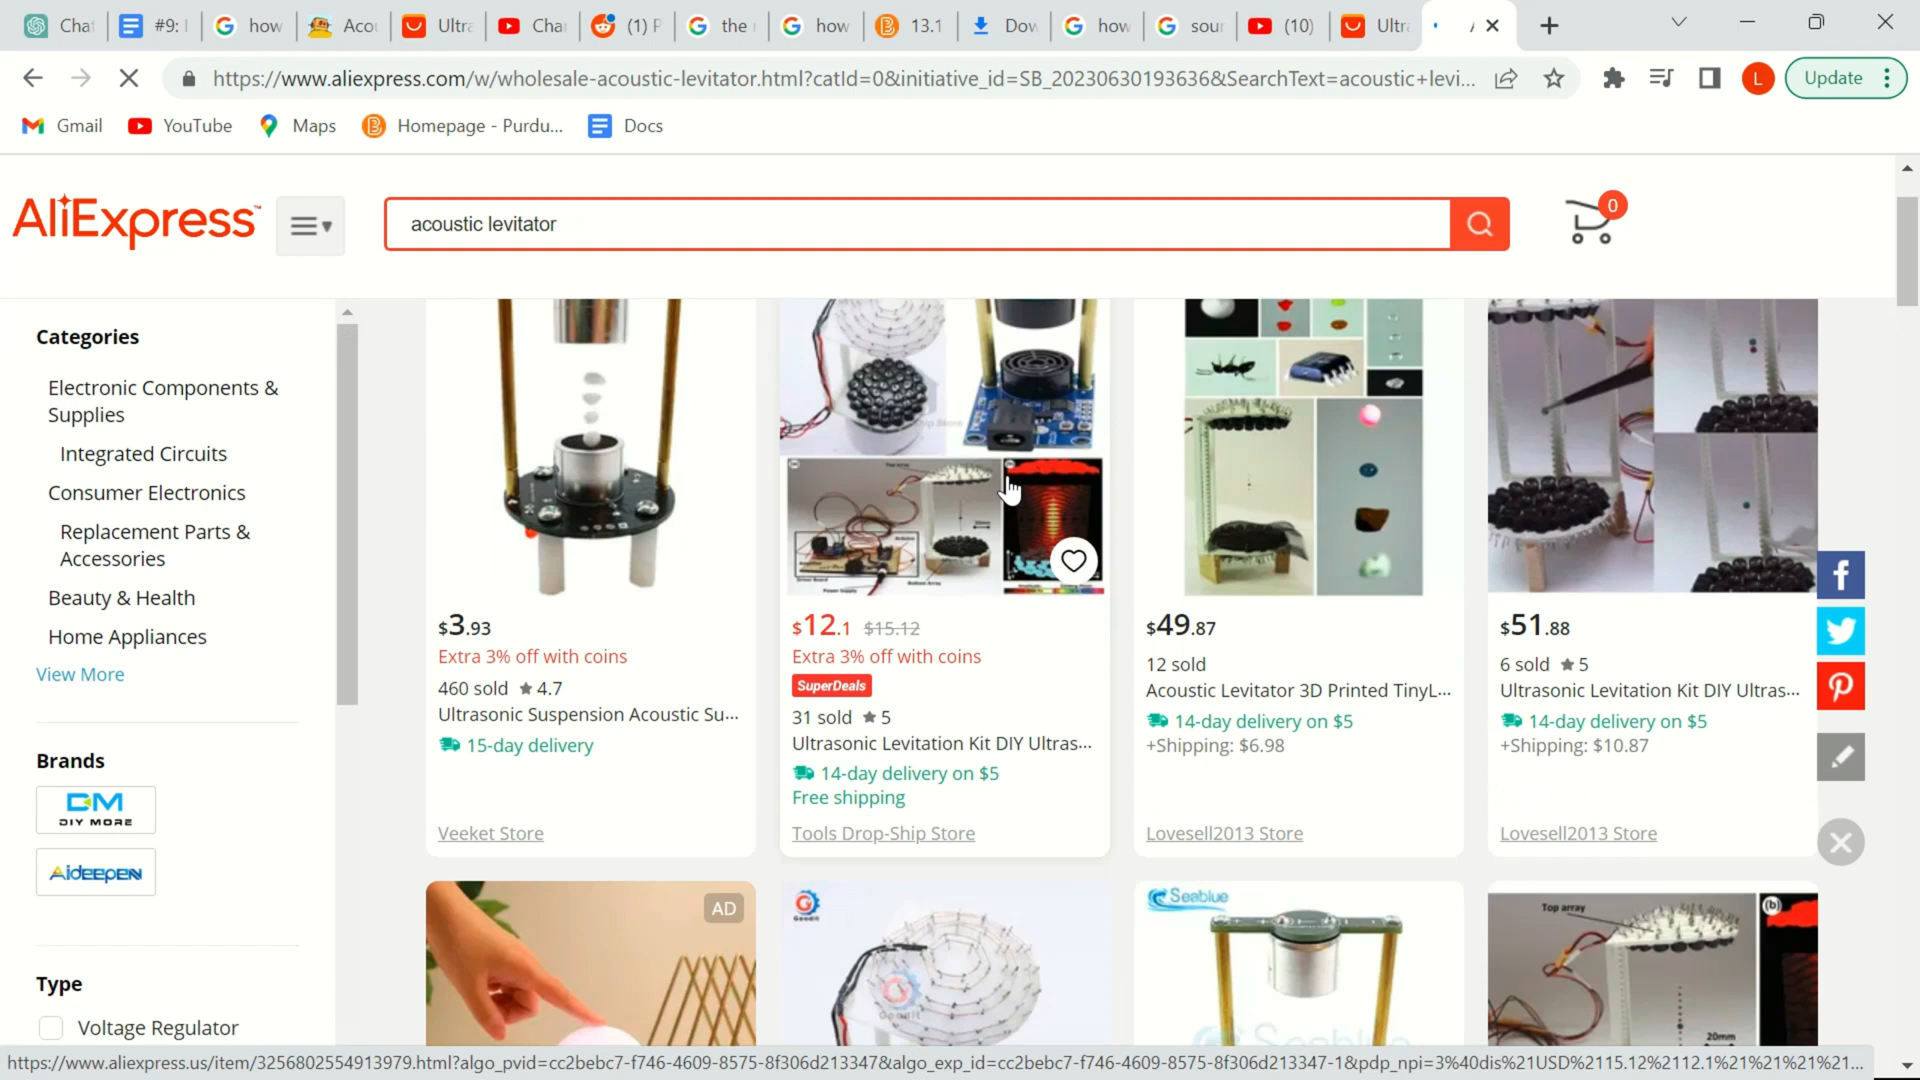 Chat
#9: I
how
Acou
Ultra
Chan
(1) P
the
how
13.1
Dow
how
sour
(10)
Ultra
https://www.aliexpress.com/w/wholesale-acoustic-levitator.html?catId=0&initiative_id=SB_20230630193636&SearchText=acoustic+levi...
L
Update
Gmail
YouTube
Maps
Homepage - Purdu...
Docs
AliExpress™
acoustic levitator
0
Categories
Electronic Components &
Supplies
Integrated Circuits
Consumer Electronics
Replacement Parts &
Accessories
Beauty & Health
Home Appliances
View More
Brands
DM
DIY MORE
Aideepen
Type
Voltage Regulator
$3.93
Extra 3% off with coins
460 sold ★ 4.7
Ultrasonic Suspension Acoustic Su...
15-day delivery
Veeket Store
$12.1 $15.12
Extra 3% off with coins
SuperDeals
31 sold ★ 5
Ultrasonic Levitation Kit DIY Ultras...
14-day delivery on $5
Free shipping
Tools Drop-Ship Store
$49.87
12 sold
Acoustic Levitator 3D Printed TinyL...
14-day delivery on $5
+Shipping: $6.98
Lovesell2013 Store
$51.88
6 sold ★ 5
Ultrasonic Levitation Kit DIY Ultras...
14-day delivery on $5
+Shipping: $10.87
Lovesell2013 Store
AD
Goodit
Goodit
Seablue
Seablue
Top array
(b)
20mm
https://www.aliexpress.us/item/3256802554913979.html?algo_pvid=cc2bebc7-f746-4609-8575-8f306d213347&algo_exp_id=cc2bebc7-f746-4609-8575-8f306d213347-1&pdp_npi=3%40dis%21USD%2115.12%2112.1%21%21%21%21...